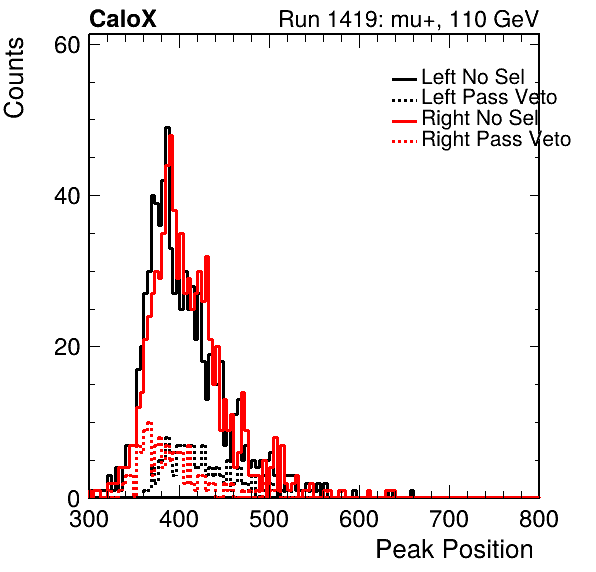 CaloX Run 1419: mu+, 110 GeV
Counts
60
40
20
0
Left No Sel
Left Pass Veto
Right No Sel
Right Pass Veto
300 400 500 600 700 800
Peak Position